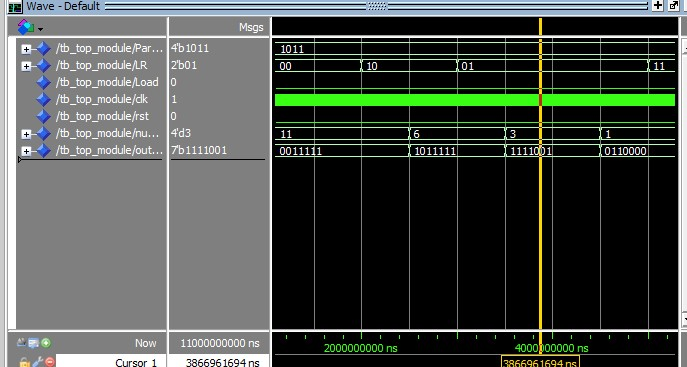 Wave - Default
Msgs
/tb_top_module/Par... 4'b1011 1011
/tb_top_module/LR 2'b01 00 10 01 11
/tb_top_module/Load 0
/tb_top_module/clk 1
/tb_top_module/rst 0
/tb_top_module/nu... 4'd3 11 6 3 1
/tb_top_module/out... 7'b1111001 0011111 1011111 1111001 0110000
Now 11000000000 ns 2000000000 ns 4000000000 ns
Cursor 1 3866961694 ns 3866961694 ns